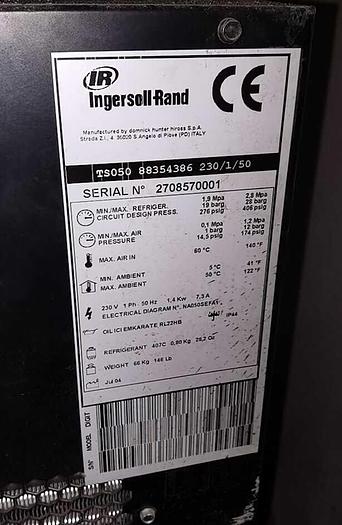 IR
Ingersoll-Rand
CE
Manufactured by domnick hunter hiross S.p.A.
Strada Z.I., 4 35020 S.Angelo di Piove (PD) ITALY
TS050 88354386 230/1/50
SERIAL N° 2708570001
MIN./MAX. REFRIGER. 1,9 Mpa 2,8 Mpa
CIRCUIT DESIGN PRESS. 19 bar 28 bar
276 psig 406 psig
MIN./MAX. AIR 0,1 Mpa 1,2 Mpa
PRESSURE 1 bar 12 bar
14,5 psig 174 psig
MAX. AIR IN 60 °C 140 °F
MIN. AMBIENT 5 °C 41 °F
MAX. AMBIENT 50 °C 122 °F
230 V 1 Ph 50 Hz 1,4 Kw 7,3 A
ELECTRICAL DIAGRAM N°. IP44
OIL ICI EMKARATE RL22HB
REFRIGERANT 407C 0,80 Kg 28,2 Oz
WEIGHT 66 Kg 146 Lb
Jul 04
S/N° MODEL DIGIT